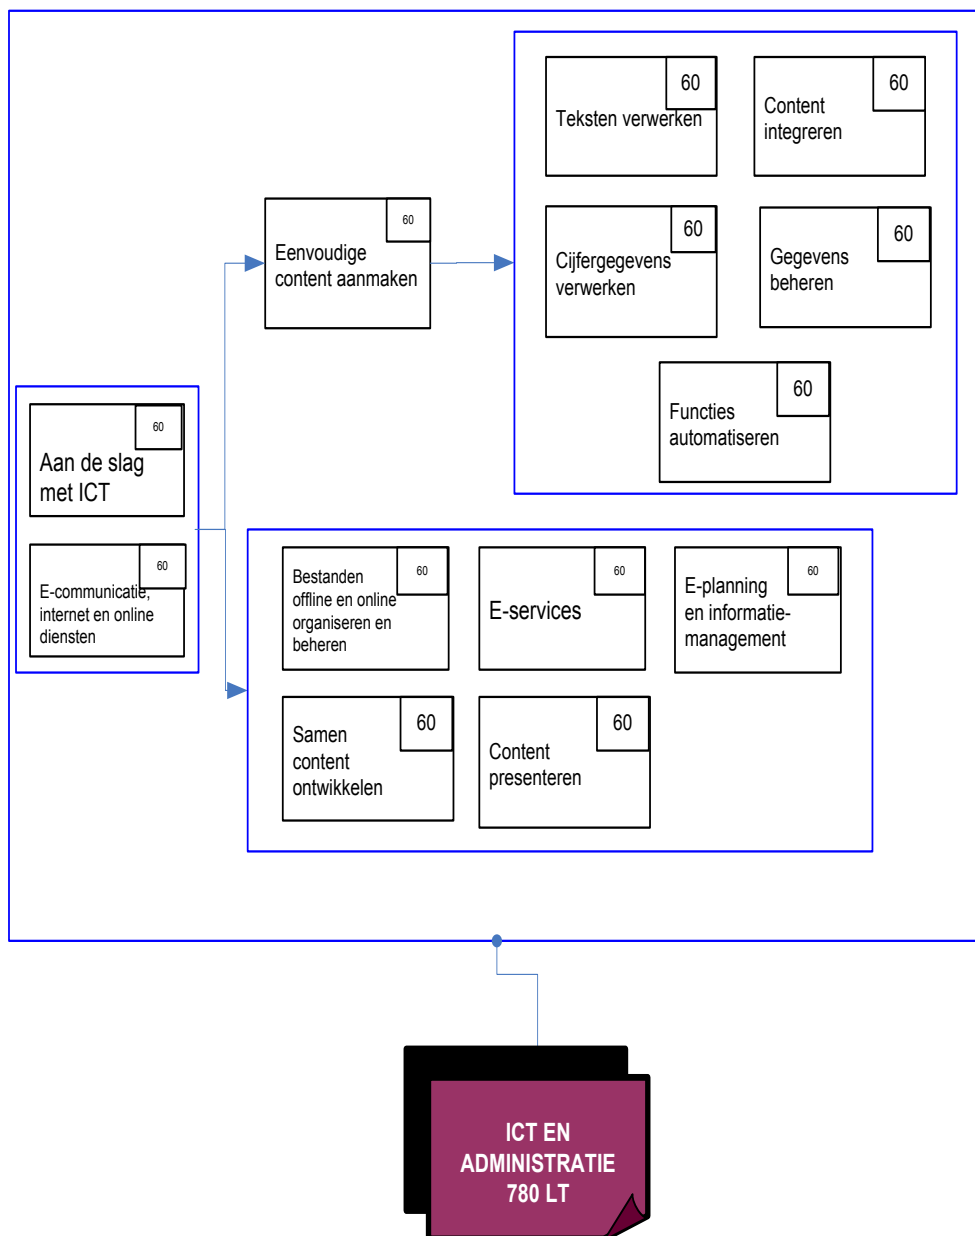 60
Teksten verwerken
60
Content
integreren
60
Eenvoudige
content aanmaken
60
Cijfergegevens
verwerken
60
Gegevens
beheren
60
Functies
automatiseren
60
Aan de slag
met ICT
60
E-communicatie,
internet en online
diensten
60
Bestanden
offline en online
organiseren en
beheren
60
E-services
60
E-planning
en informatie-
management
60
Samen
content
ontwikkelen
60
Content
presenteren
ICT EN
ADMINISTRATIE
780 LT